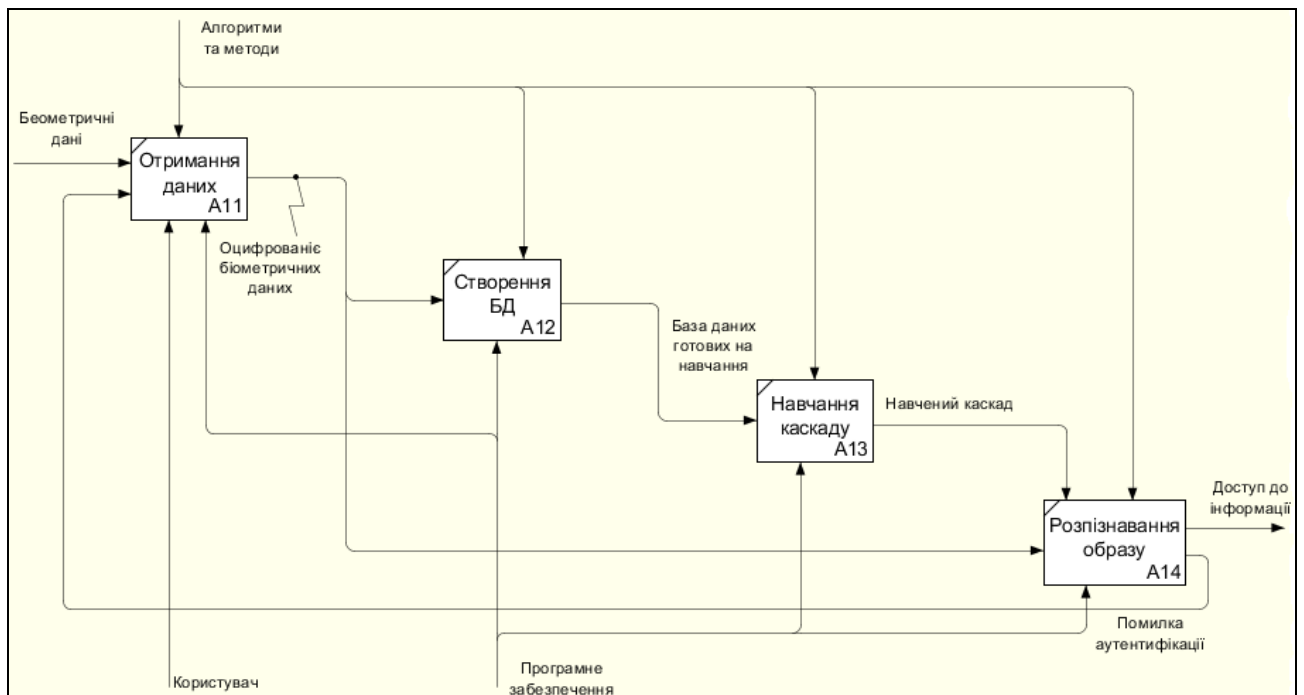 Алгоритми
та методи
Беометричні
дані
Отримання
даних
A11
Оцифрованіє
біометричних
даних
Створення
БД
A12
База даних
готових на
навчання
Навчання
каскаду
A13
Навчений каскад
Розпізнавання
образу
A14
Доступ до
інформації
Помилка
аутентифікації
Користувач
Програмне
забезпечення